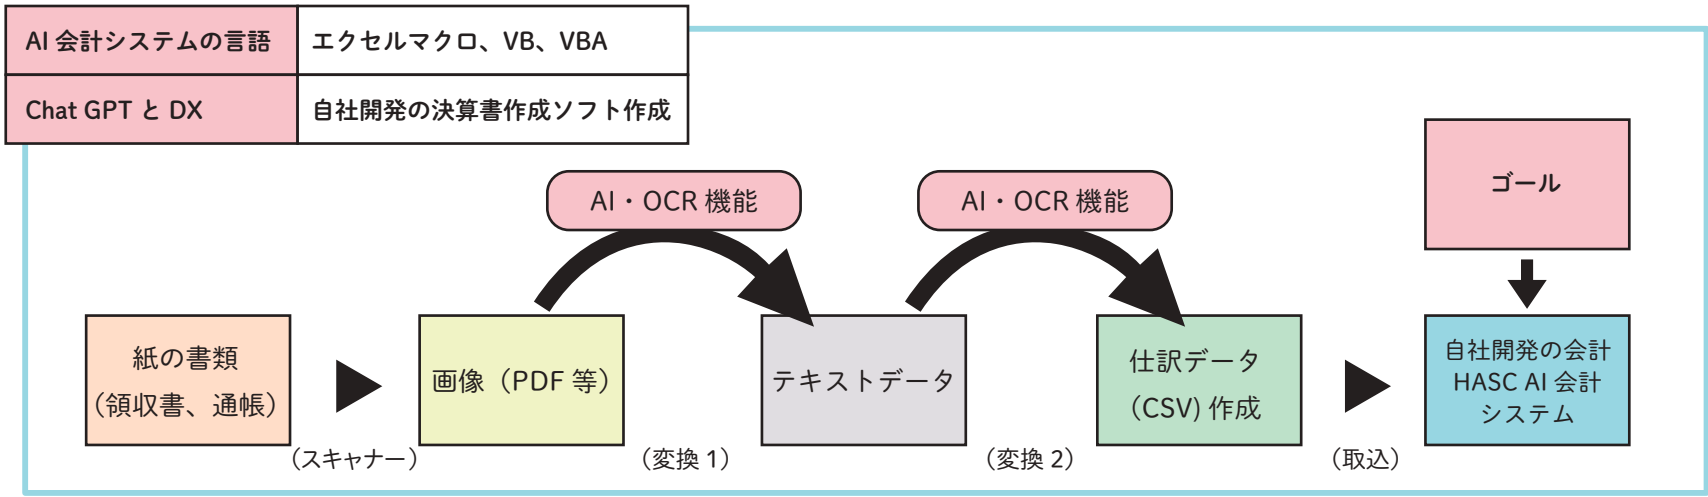 AI 会計システムの言語
エクセルマクロ、VB、VBA
Chat GPT と DX
自社開発の決算書作成ソフト作成
AI・OCR 機能
AI・OCR 機能
ゴール
紙の書類
（領収書、通帳）
（スキャナー）
画像（PDF 等）
（変換 1）
テキストデータ
（変換 2）
仕訳データ
（CSV) 作成
（取込）
自社開発の会計
HASC AI 会計
システム